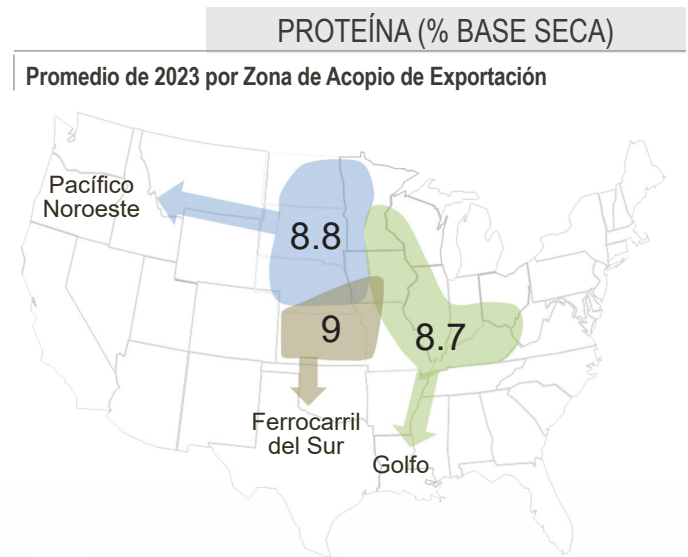 PROTEÍNA (% BASE SECA)
Promedio de 2023 por Zona de Acopio de Exportación
Pacífico
Noroeste
8.8
9
8.7
Ferrocarril
del Sur
Golfo